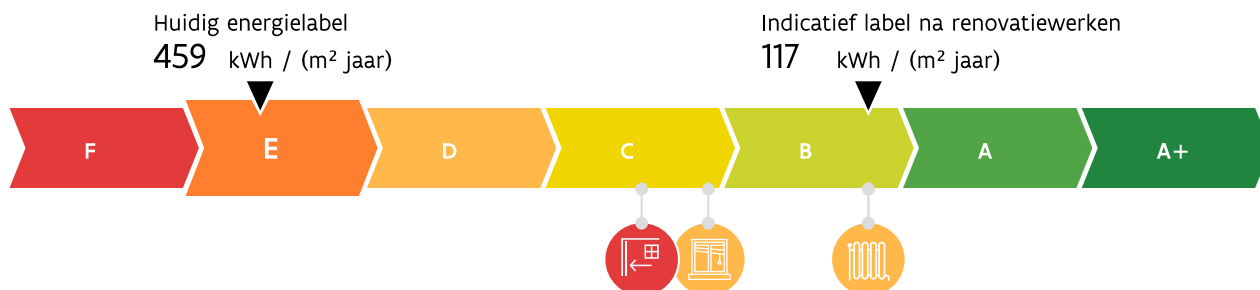 Huidig energielabel
459 kWh / (m² jaar)
Indicatief label na renovatiewerken
117 kWh / (m² jaar)
F E D C B A A+